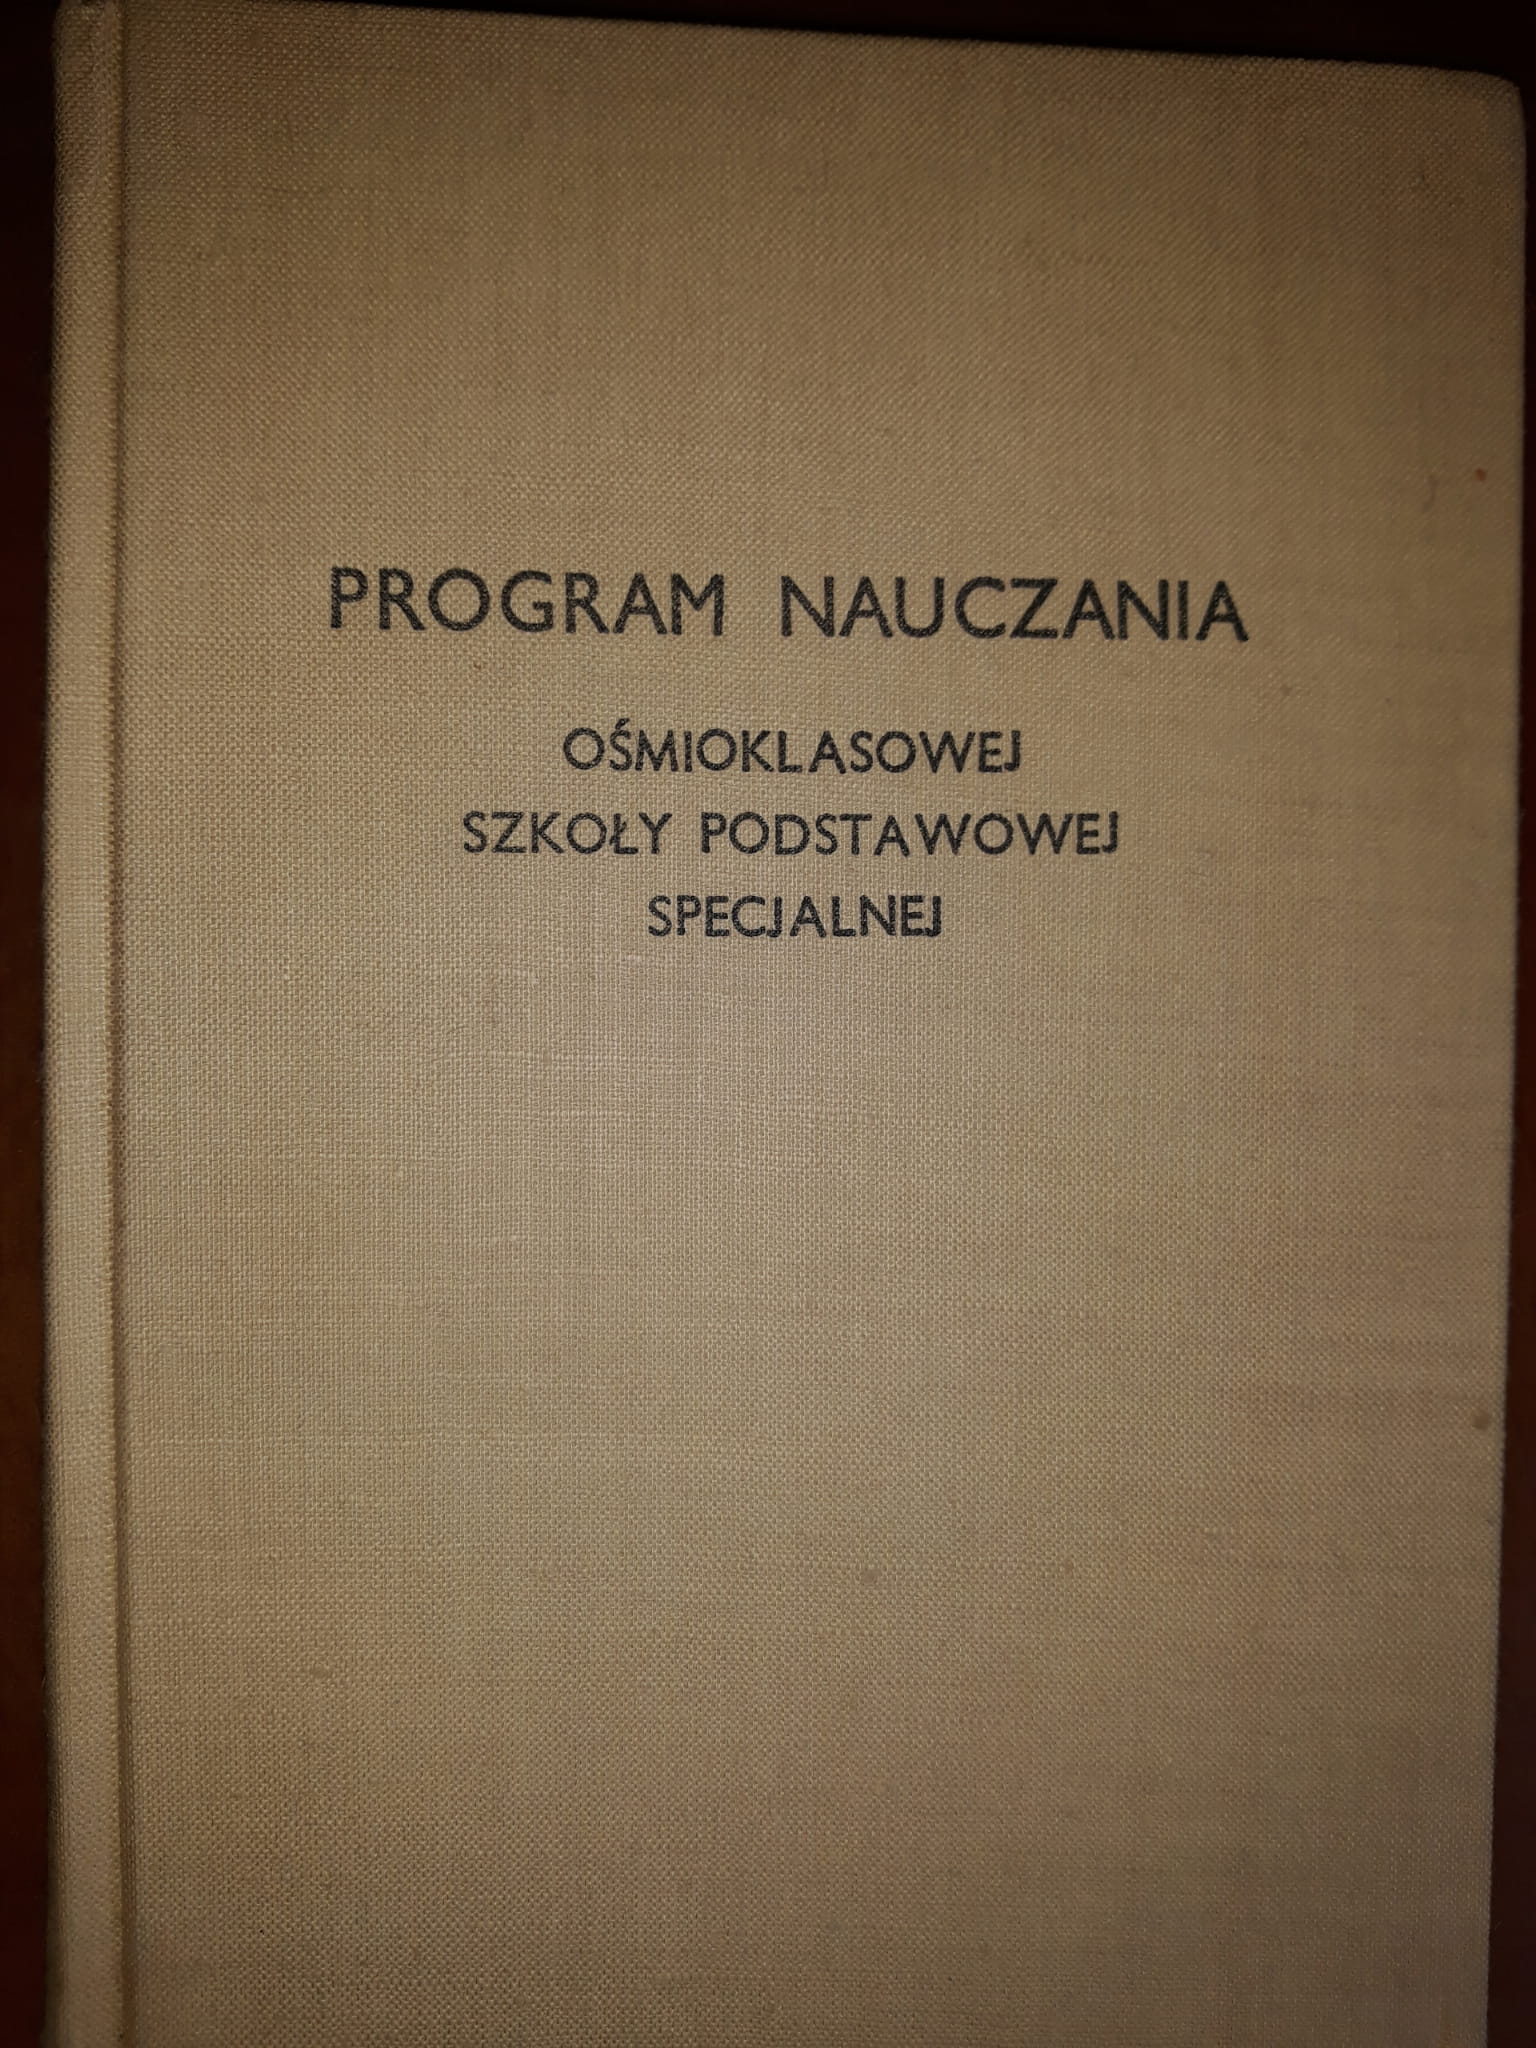 PROGRAM NAUCZANIA
OŚMIOKLASOWEJ
SZKOŁY PODSTAWOWEJ
SPECJALNEJ